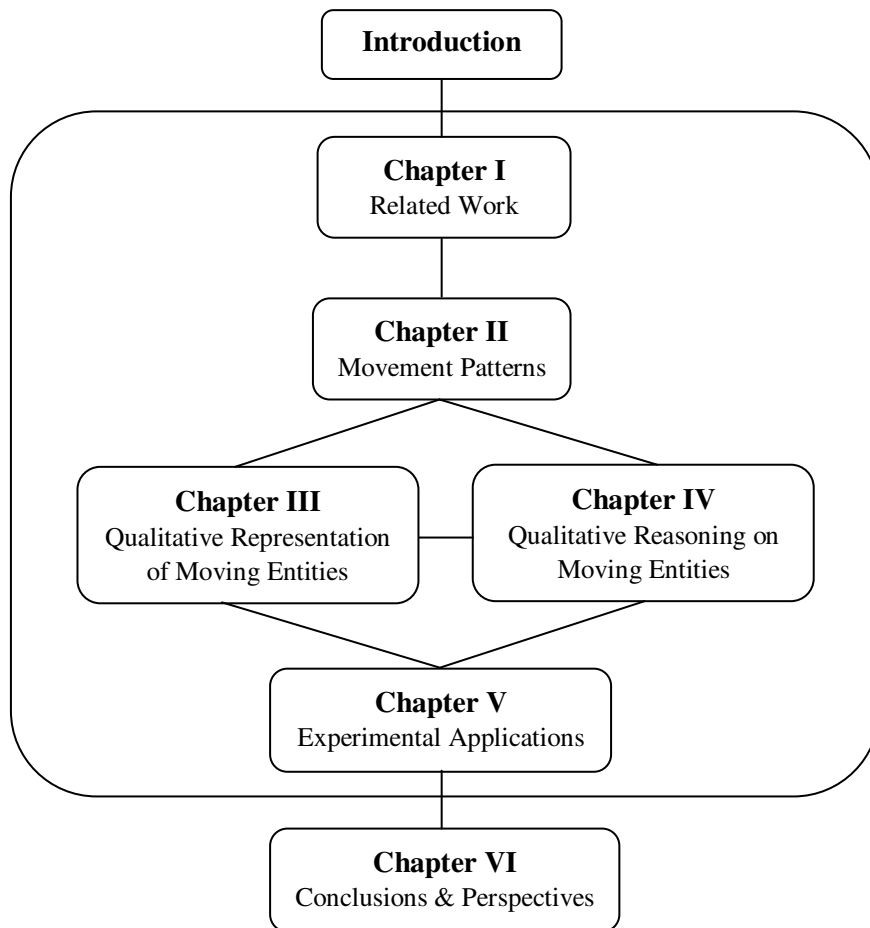 Introduction
Chapter I
Related Work
Chapter II
Movement Patterns
Chapter III
Qualitative Representation
of Moving Entities
Chapter IV
Qualitative Reasoning on
Moving Entities
Chapter V
Experimental Applications
Chapter VI
Conclusions & Perspectives